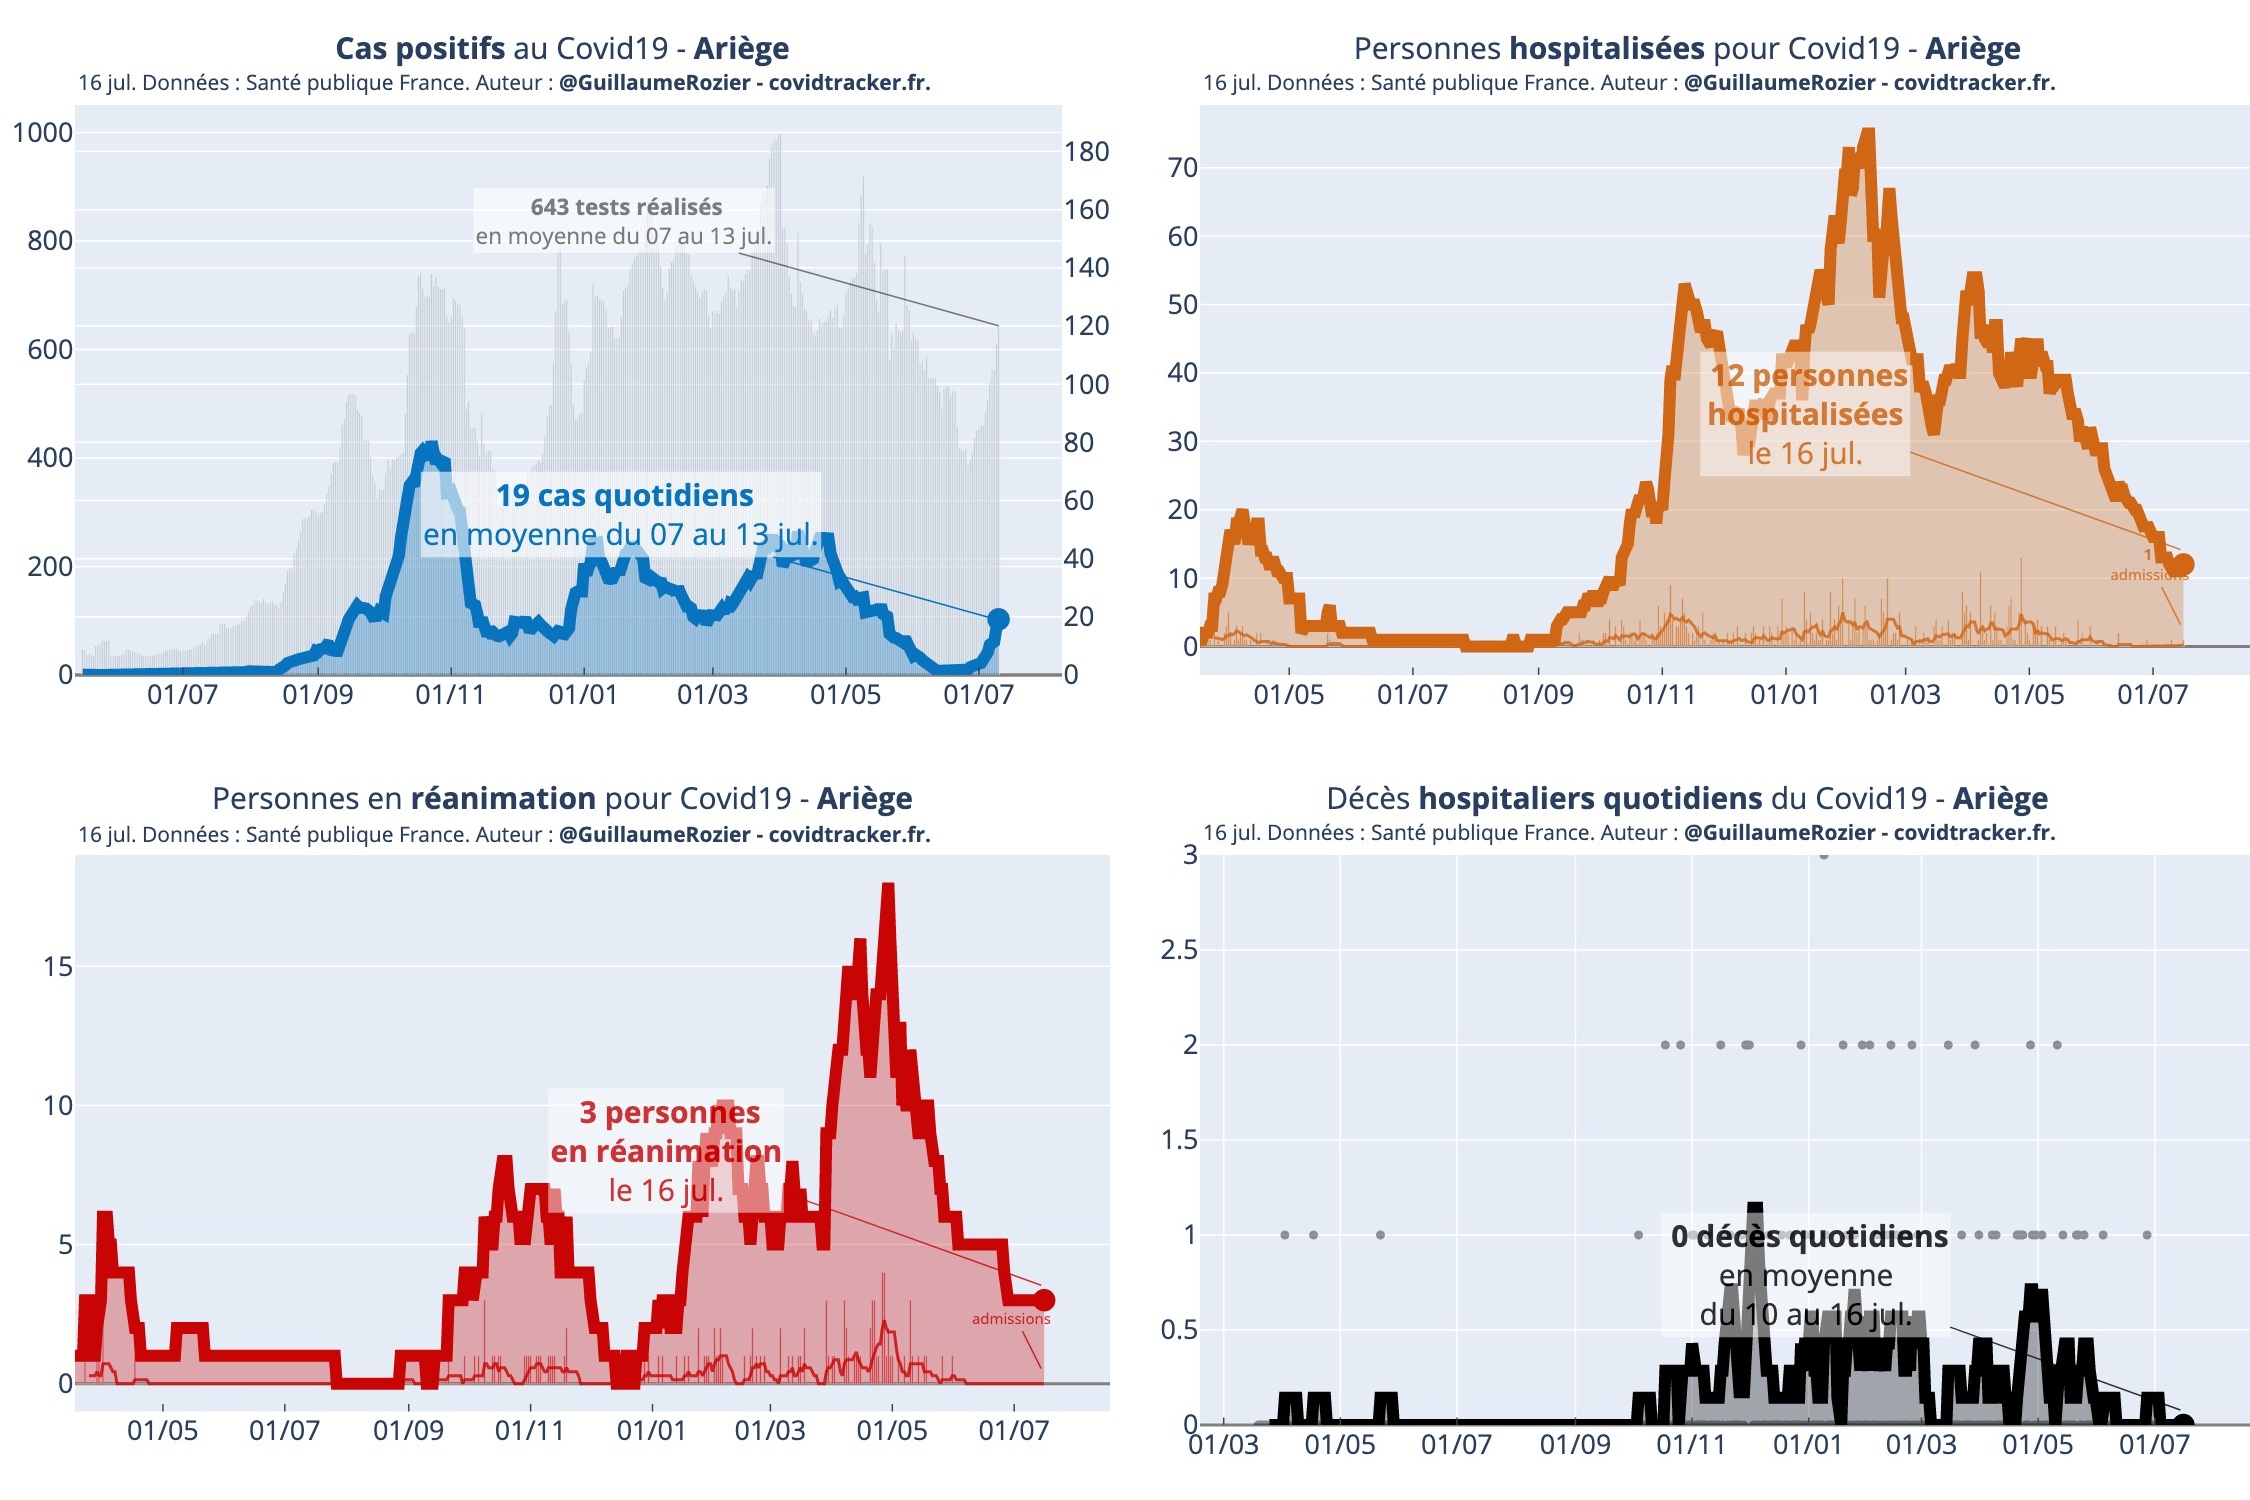 Cas positifs au Covid19 - Ariège
16 jul. Données : Santé publique France. Auteur : @GuillaumeRozier - covidtracker.fr.
1000
800
600
400
200
0
180
160
140
120
100
80
60
40
20
0
643 tests réalisés
en moyenne du 07 au 13 jul.
19 cas quotidiens
en moyenne du 07 au 13 jul.
01/07 01/09 01/11 01/01 01/03 01/05 01/07
Personnes hospitalisées pour Covid19 - Ariège
16 jul. Données : Santé publique France. Auteur : @GuillaumeRozier - covidtracker.fr.
70
60
50
40
30
20
10
0
12 personnes
hospitalisées
le 16 jul.
1
admissions
01/05 01/07 01/09 01/11 01/01 01/03 01/05 01/07
Personnes en réanimation pour Covid19 - Ariège
16 jul. Données : Santé publique France. Auteur : @GuillaumeRozier - covidtracker.fr.
15
10
5
0
3 personnes
en réanimation
le 16 jul.
admissions
01/05 01/07 01/09 01/11 01/01 01/03 01/05 01/07
Décès hospitaliers quotidiens du Covid19 - Ariège
16 jul. Données : Santé publique France. Auteur : @GuillaumeRozier - covidtracker.fr.
3
2.5
2
1.5
1
0.5
0
0 décès quotidiens
en moyenne
du 10 au 16 jul.
01/03 01/05 01/07 01/09 01/11 01/01 01/03 01/05 01/07